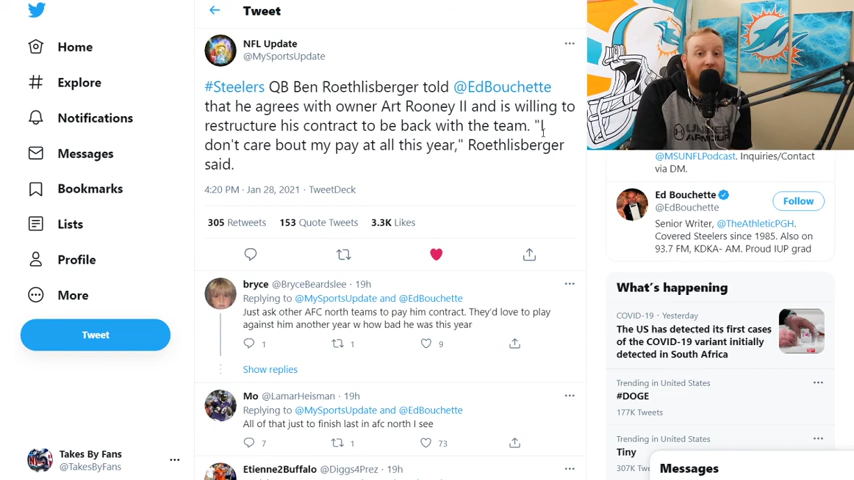 Tweet
Home
Explore
Notifications
Messages
Bookmarks
Lists
Profile
More
Tweet
Takes By Fans
@TakesByFans
NFL Update
@MySportsUpdate
#Steelers QB Ben Roethlisberger told @EdBouchette
that he agrees with owner Art Rooney II and is willing to
restructure his contract to be back with the team. "I
don't care bout my pay at all this year," Roethlisberger
said.
4:20 PM · Jan 28, 2021 · TweetDeck
305 Retweets 153 Quote Tweets 3.3K Likes
bryce @BryceBeardslee · 19h
Replying to @MySportsUpdate and @EdBouchette
Just ask other AFC north teams to pay him contract. They'd love to play
against him another year w how bad he was this year
1 1 9
Show replies
Mo @LamarHeisman · 19h
Replying to @MySportsUpdate and @EdBouchette
All of that just to finish last in afc north I see
7 1 73
Etienne2Buffalo @Diggs4Prez · 19h
UNDER ARMOUR
@MSUNFLPodcast. Inquiries/Contact
via DM.
Ed Bouchette
@EdBouchette
Follow
Senior Writer, @TheAthleticPGH.
Covered Steelers since 1985. Also on
93.7 FM, KDKA- AM. Proud IUP grad
What's happening
COVID-19 · Yesterday
The US has detected its first cases
of the COVID-19 variant initially
detected in South Africa
Trending in United States
#DOGE
177K Tweets
Trending in United States
Tiny
307K Tweets
Messages